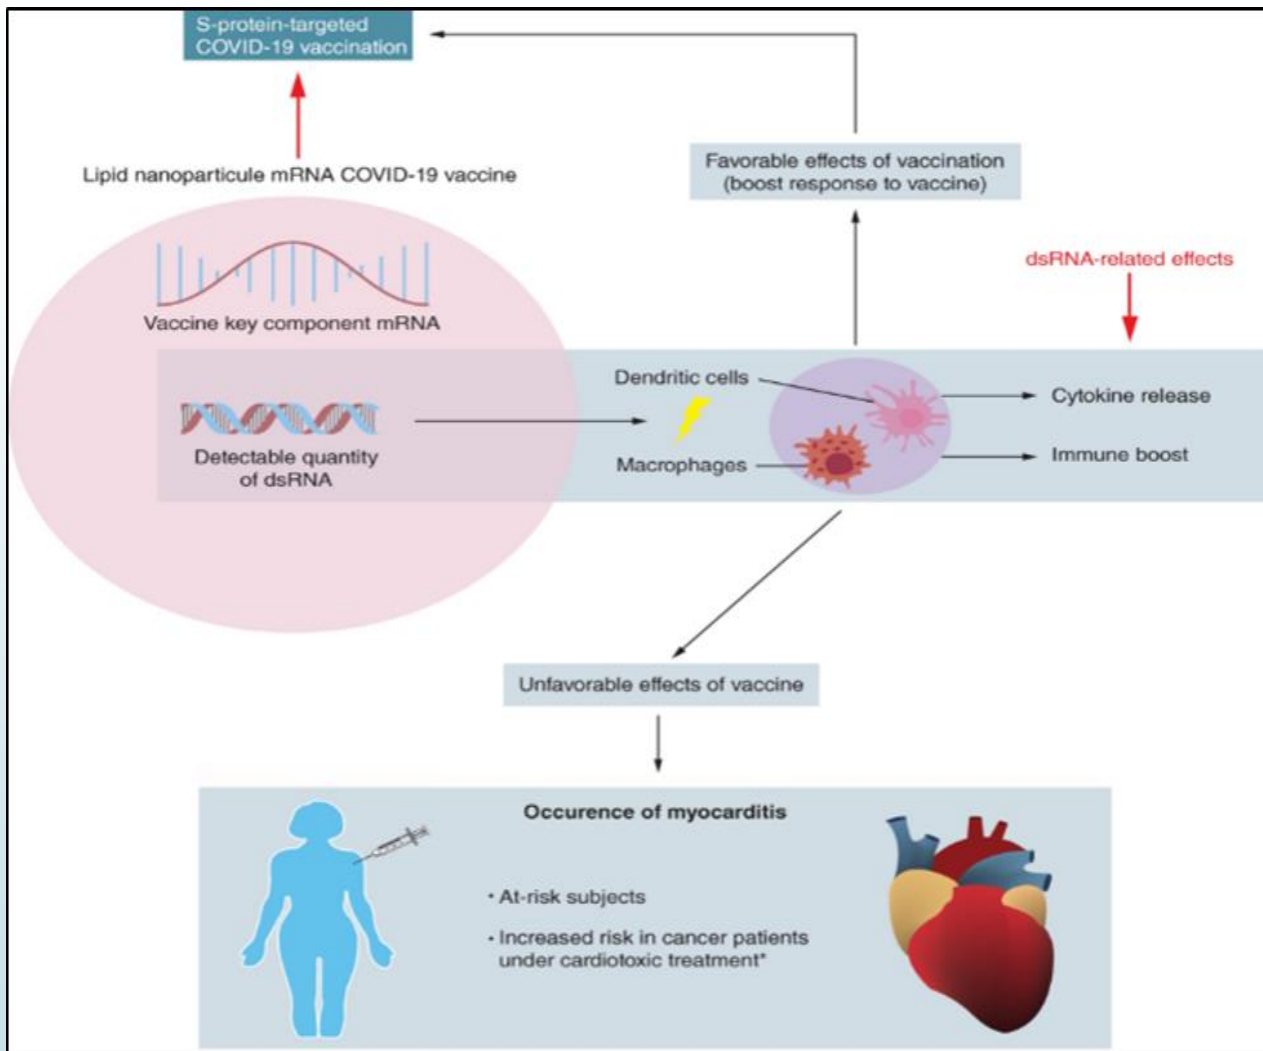 S-protein-targeted
COVID-19 vaccination
Lipid nanoparticule mRNA COVID-19 vaccine
Favorable effects of vaccination
(boost response to vaccine)
dsRNA-related effects
Vaccine key component mRNA
Dendritic cells
Cytokine release
Detectable quantity
of dsRNA
Macrophages
Immune boost
Unfavorable effects of vaccine
Occurence of myocarditis
• At-risk subjects
• Increased risk in cancer patients
under cardiotoxic treatment*